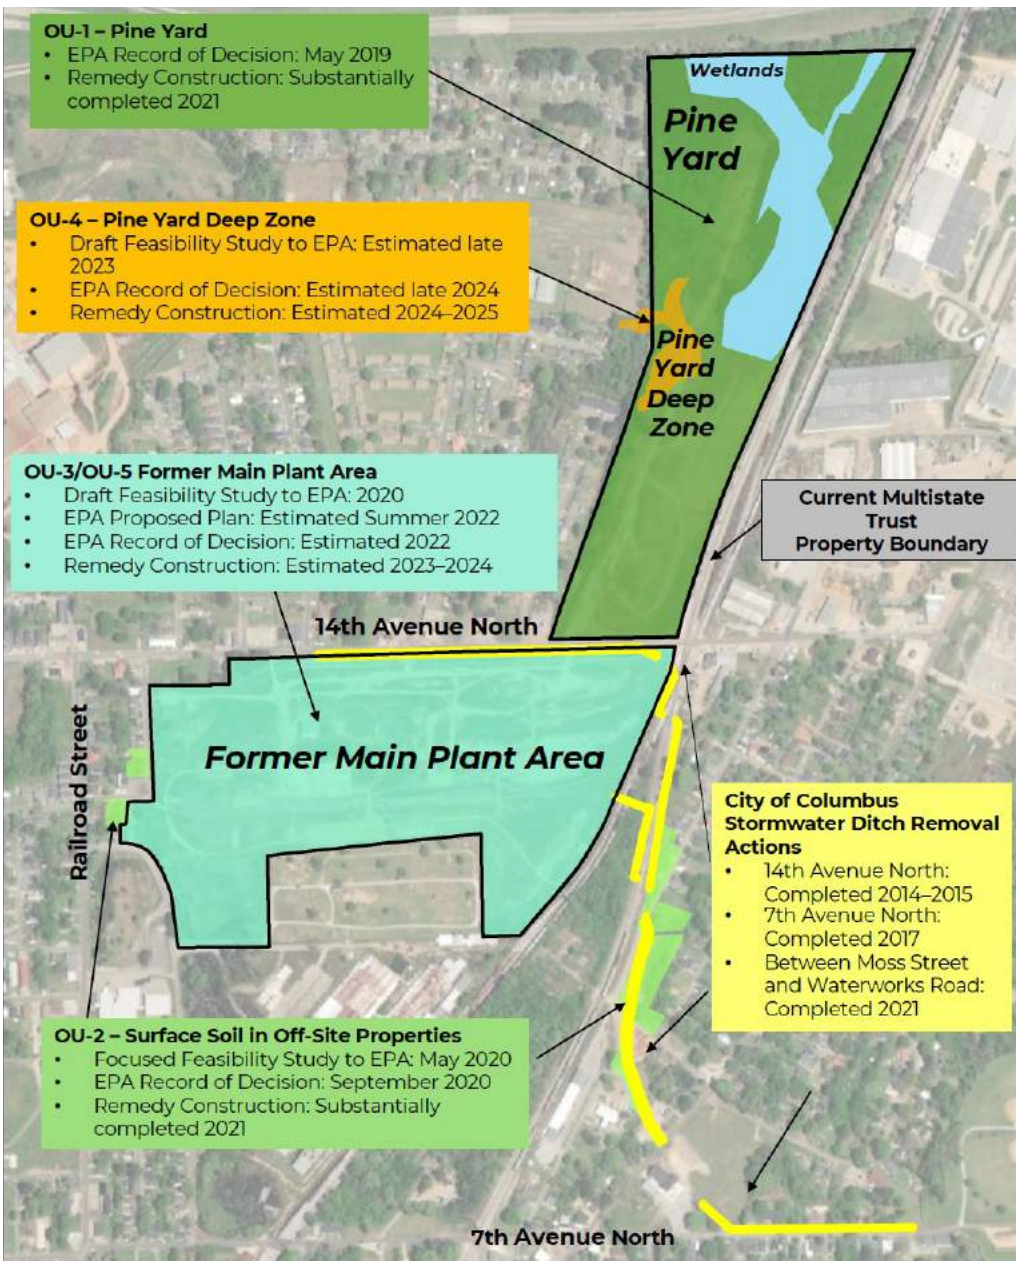 OU-1 – Pine Yard
• EPA Record of Decision: May 2019
• Remedy Construction: Substantially
completed 2021
Wetlands
Pine
Yard
OU-4 – Pine Yard Deep Zone
• Draft Feasibility Study to EPA: Estimated late
2023
• EPA Record of Decision: Estimated late 2024
• Remedy Construction: Estimated 2024–2025
Pine
Yard
Deep
Zone
OU-3/OU-5 Former Main Plant Area
• Draft Feasibility Study to EPA: 2020
• EPA Proposed Plan: Estimated Summer 2022
• EPA Record of Decision: Estimated 2022
• Remedy Construction: Estimated 2023–2024
Current Multistate
Trust
Property Boundary
14th Avenue North
Railroad Street
Former Main Plant Area
City of Columbus
Stormwater Ditch Removal
Actions
• 14th Avenue North:
Completed 2014–2015
• 7th Avenue North:
Completed 2017
• Between Moss Street
and Waterworks Road:
Completed 2021
OU-2 – Surface Soil in Off-Site Properties
• Focused Feasibility Study to EPA: May 2020
• EPA Record of Decision: September 2020
• Remedy Construction: Substantially
completed 2021
7th Avenue North